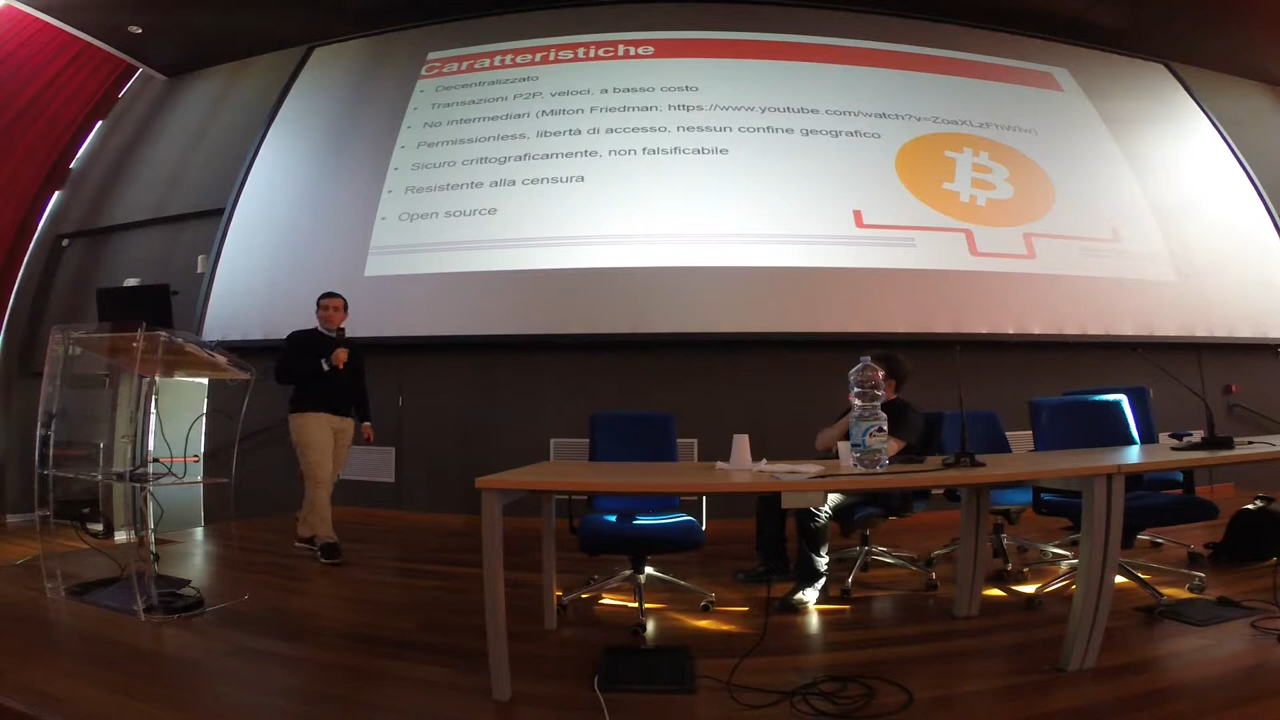 Caratteristiche
• Decentralizzato
• Transazioni P2P, veloci, a basso costo
• No intermediari (Milton Friedman; https://www.youtube.com/watch?v=ZoaXLzFhWIw)
• Permissionless, libertà di accesso, nessun confine geografico
• Sicuro crittograficamente, non falsificabile
• Resistente alla censura
• Open source